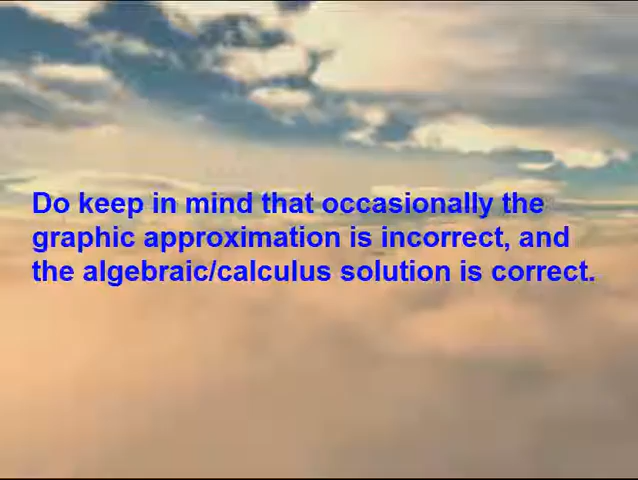 Do keep in mind that occasionally the
graphic approximation is incorrect, and
the algebraic/calculus solution is correct.